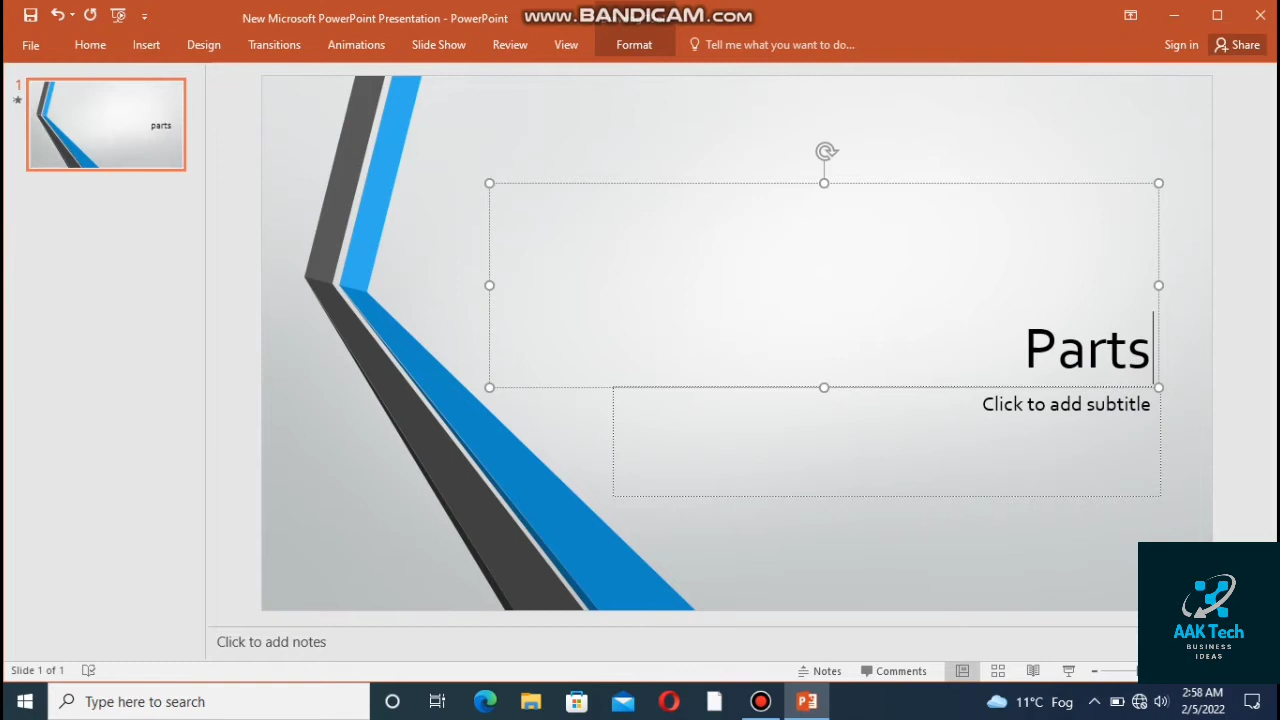 New Microsoft PowerPoint Presentation - PowerPoint
www.BANDICAM.com
File Home Insert Design Transitions Animations Slide Show Review View Format Tell me what you want to do... Sign in Share
1
parts
Parts
Click to add subtitle
Click to add notes
AAK Tech
BUSINESS
IDEAS
Slide 1 of 1 Notes Comments
Type here to search
11°C Fog
2:58 AM
2/5/2022